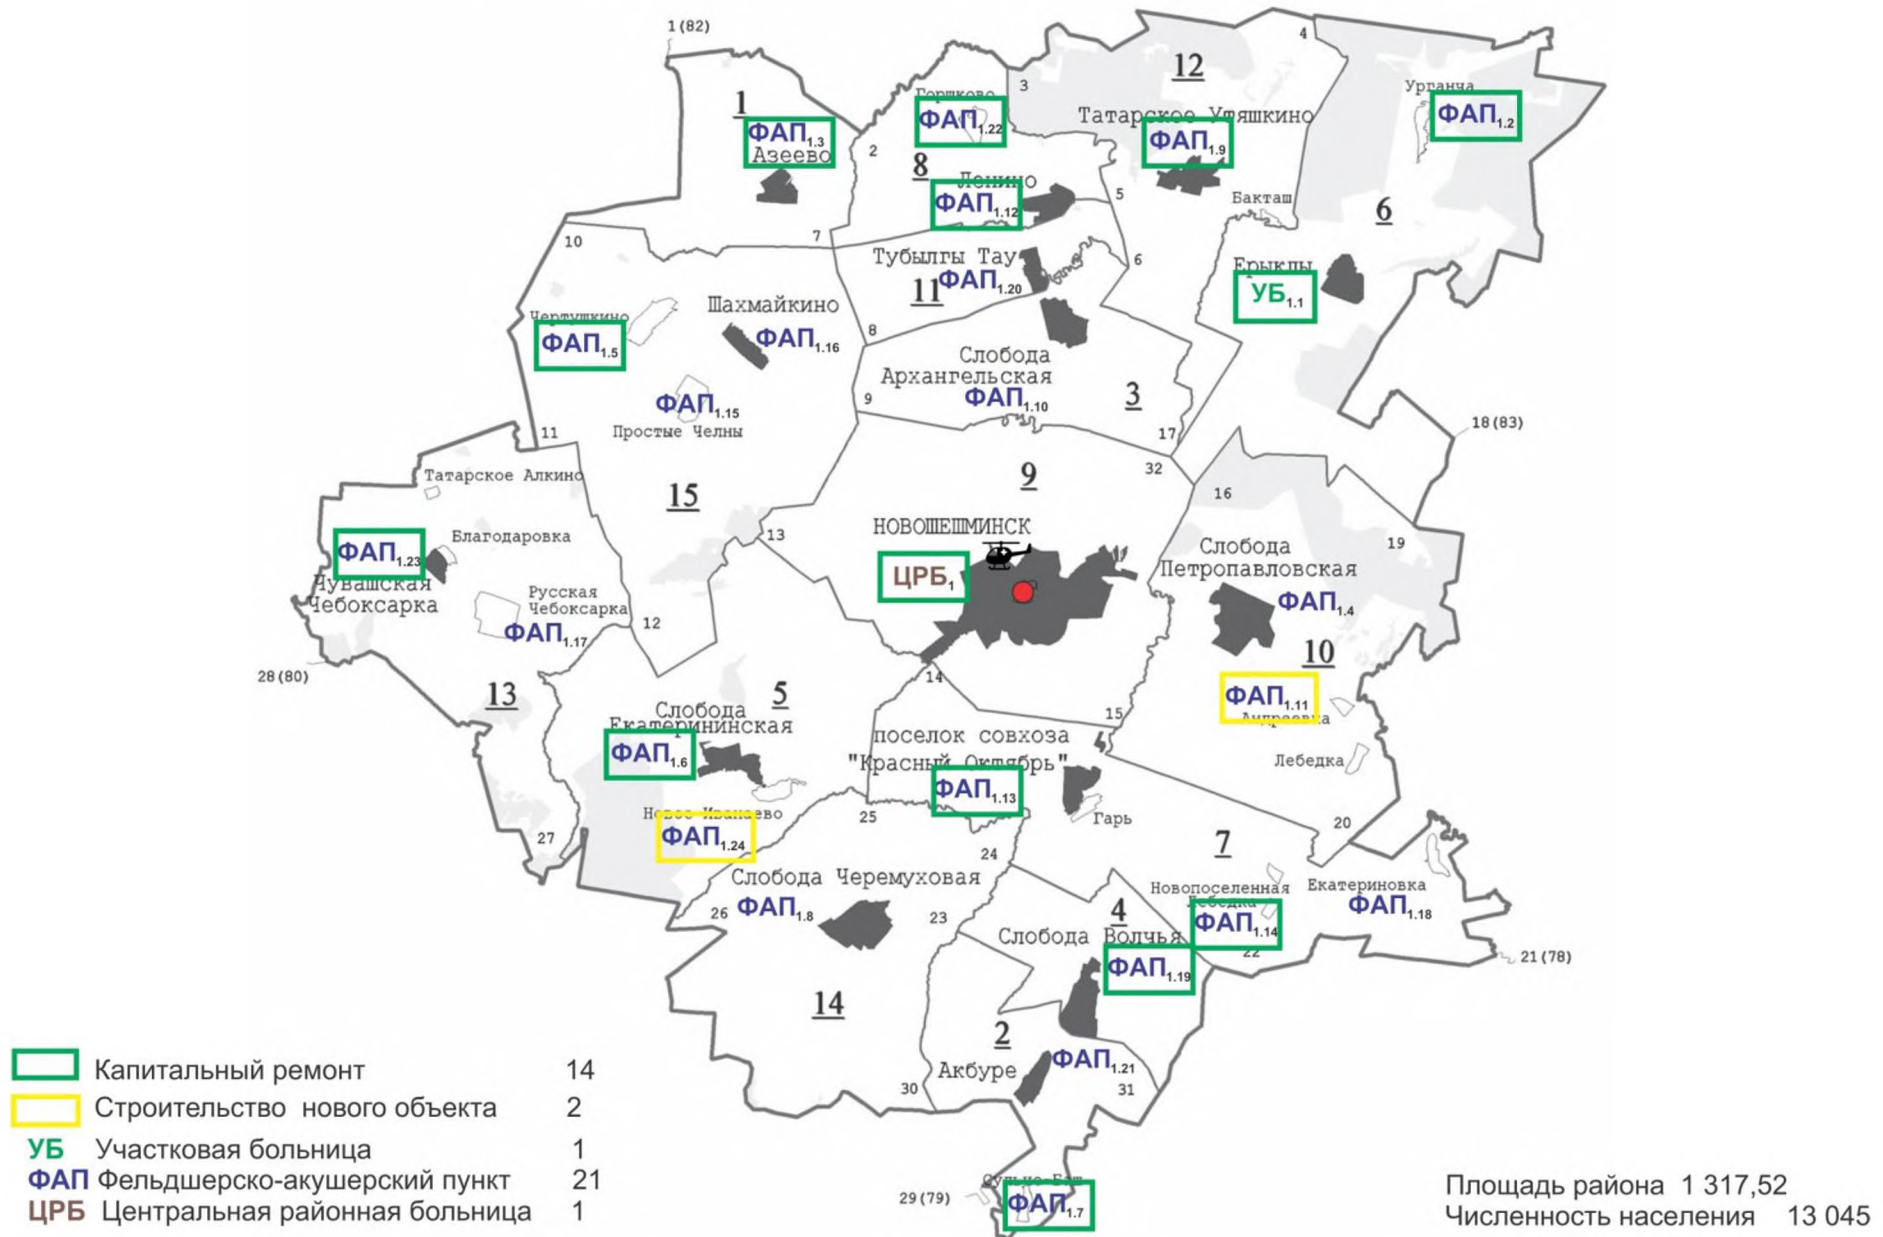 1 (82)
4
12
3
Урганча
ФАП1.2
1
Горшково
ФАП1.22
Татарское Утяшкино
ФАП1.9
ФАП1.3
Азеево
2
8
Ленино
ФАП1.12
5
Бакташ
6
10
7
Тубылгы Тау
ФАП1.20
6
11
Ерыклы
УБ1.1
Шахмайкино
ФАП1.16
Чертушкино
ФАП1.5
8
Слобода
Архангельская
ФАП1.10
3
ФАП1.15
Простые Челны
9
11
17
18 (83)
32
Татарское Алкино
9
15
16
НОВОШЕШМИНСК
ЦРБ1
13
19
Слобода
Петропавловская
ФАП1.4
Благодаровка
ФАП1.23
Чувашская
Чебоксарка
Русская
Чебоксарка
ФАП1.17
12
10
28 (80)
14
13
5
ФАП1.11
Андреевка
15
Слобода
Екатерининская
ФАП1.6
поселок совхоза
"Красный Октябрь"
ФАП1.13
Лебедка
Новое Иванаево
ФАП1.24
25
Гарь
20
27
24
7
Слобода Черемуховая
ФАП1.8
26
23
Новопоселенная
Лебедка
ФАП1.14
22
Екатериновка
ФАП1.18
4
Слобода Волчья
ФАП1.19
21 (78)
14
2
Акбуре
ФАП1.21
30
31
29 (79)
ФАП1.7
Капитальный ремонт 14
Строительство нового объекта 2
УБ Участковая больница 1
ФАП Фельдшерско-акушерский пункт 21
ЦРБ Центральная районная больница 1
Площадь района 1 317,52
Численность населения 13 045